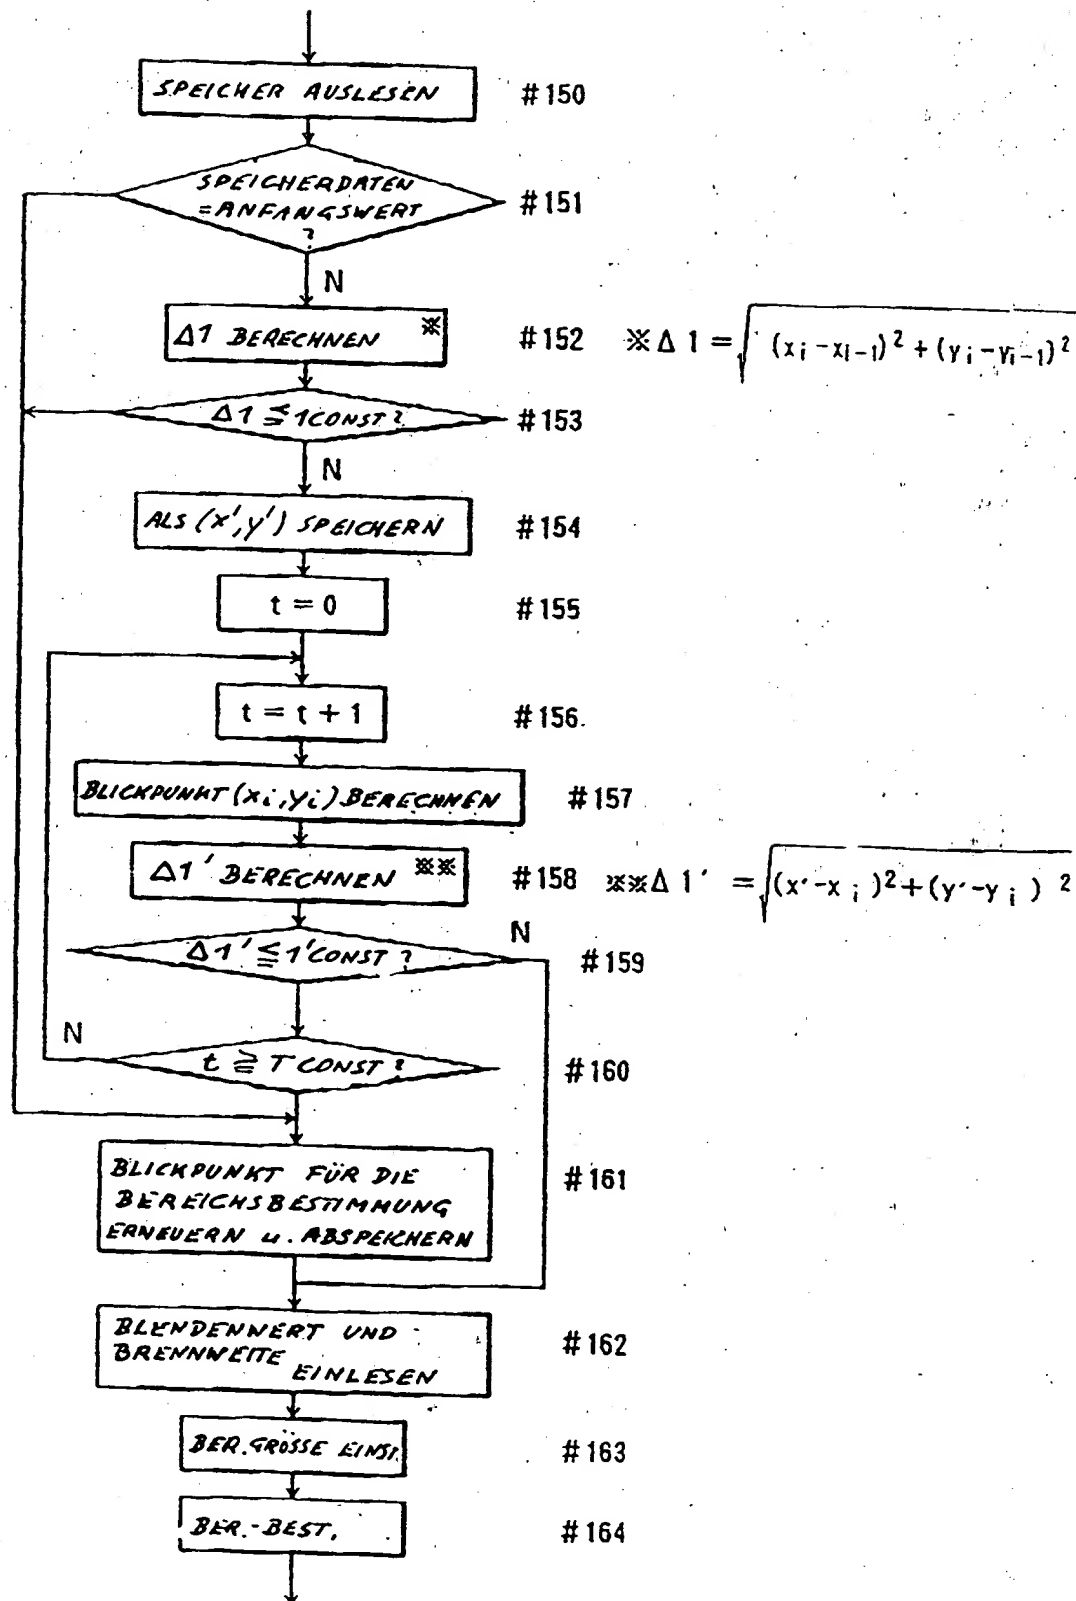 SPEICHER AUSLESEN #150
SPEICHERDATEN
=ANFANGSWERT #151
?
N
Δ1 BERECHNEN ※ #152 ※Δ1 = √(xi-xi-1)2+(yi-yi-1)2
Δ1 ≦ 1CONST? #153
N
ALS (x',y') SPEICHERN #154
t = 0 #155
t = t + 1 #156.
BLICKPUNKT (xi,yi) BERECHNEN #157
Δ1' BERECHNEN ※※ #158 ※※Δ1' = √(x'-xi)2+(y'-yi)2
N
Δ1' ≦ 1'CONST? #159
N
t ≧ T CONST? #160
BLICKPUNKT FÜR DIE #161
BEREICHSBESTIMMUNG
ERNEUERN u. ABSPEICHERN
BLENDENWERT UND #162
BRENNWEITE
EINLESEN
BER.GRÖSSE EINST. #163
BER.-BEST. #164